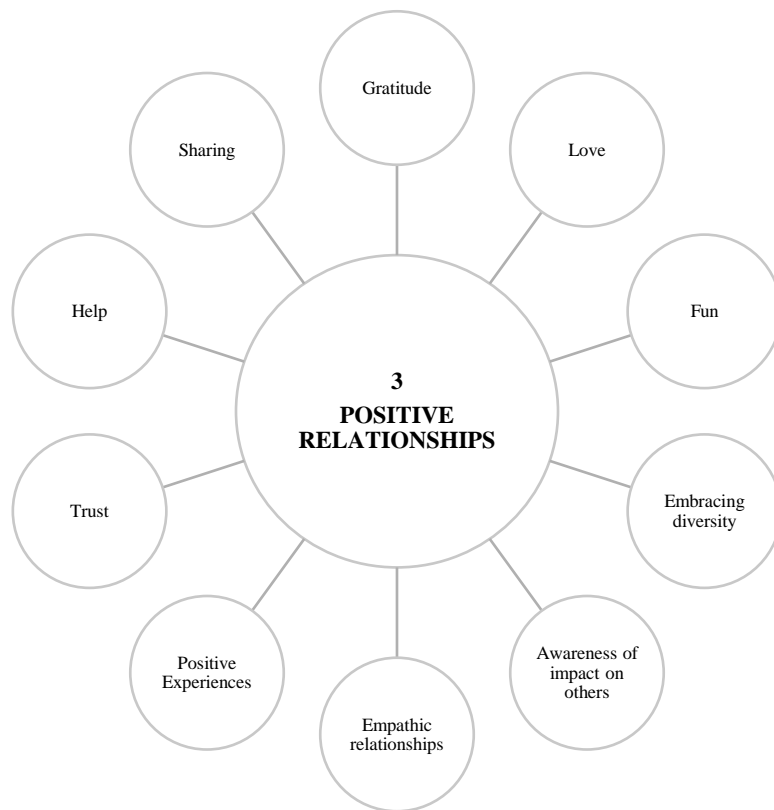 3
POSITIVE
RELATIONSHIPS
Gratitude
Love
Fun
Embracing
diversity
Awareness of
impact on
others
Empathic
relationships
Positive
Experiences
Trust
Help
Sharing